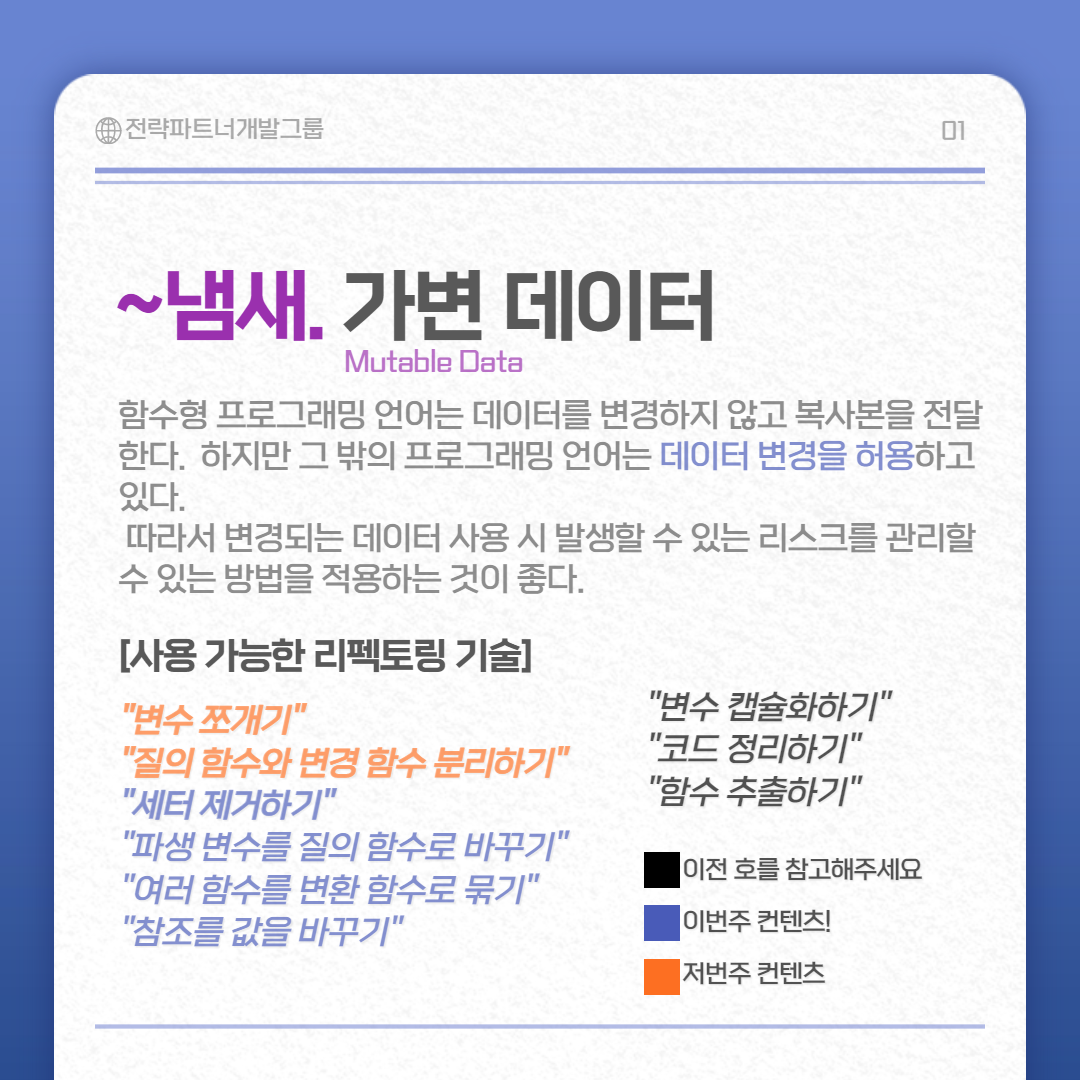 전략파트너개발그룹
01
~냄새. 가변 데이터
Mutable Data
함수형 프로그래밍 언어는 데이터를 변경하지 않고 복사본을 전달
한다. 하지만 그 밖의 프로그래밍 언어는 데이터 변경을 허용하고
있다.
따라서 변경되는 데이터 사용 시 발생할 수 있는 리스크를 관리할
수 있는 방법을 적용하는 것이 좋다.
[사용 가능한 리펙토링 기술]
"변수 쪼개기"
"질의 함수와 변경 함수 분리하기"
"세터 제거하기"
"파생 변수를 질의 함수로 바꾸기"
"여러 함수를 변환 함수로 묶기"
"참조를 값을 바꾸기"
"변수 캡슐화하기"
"코드 정리하기"
"함수 추출하기"
이전 호를 참고해주세요
이번주 컨텐츠!
저번주 컨텐츠